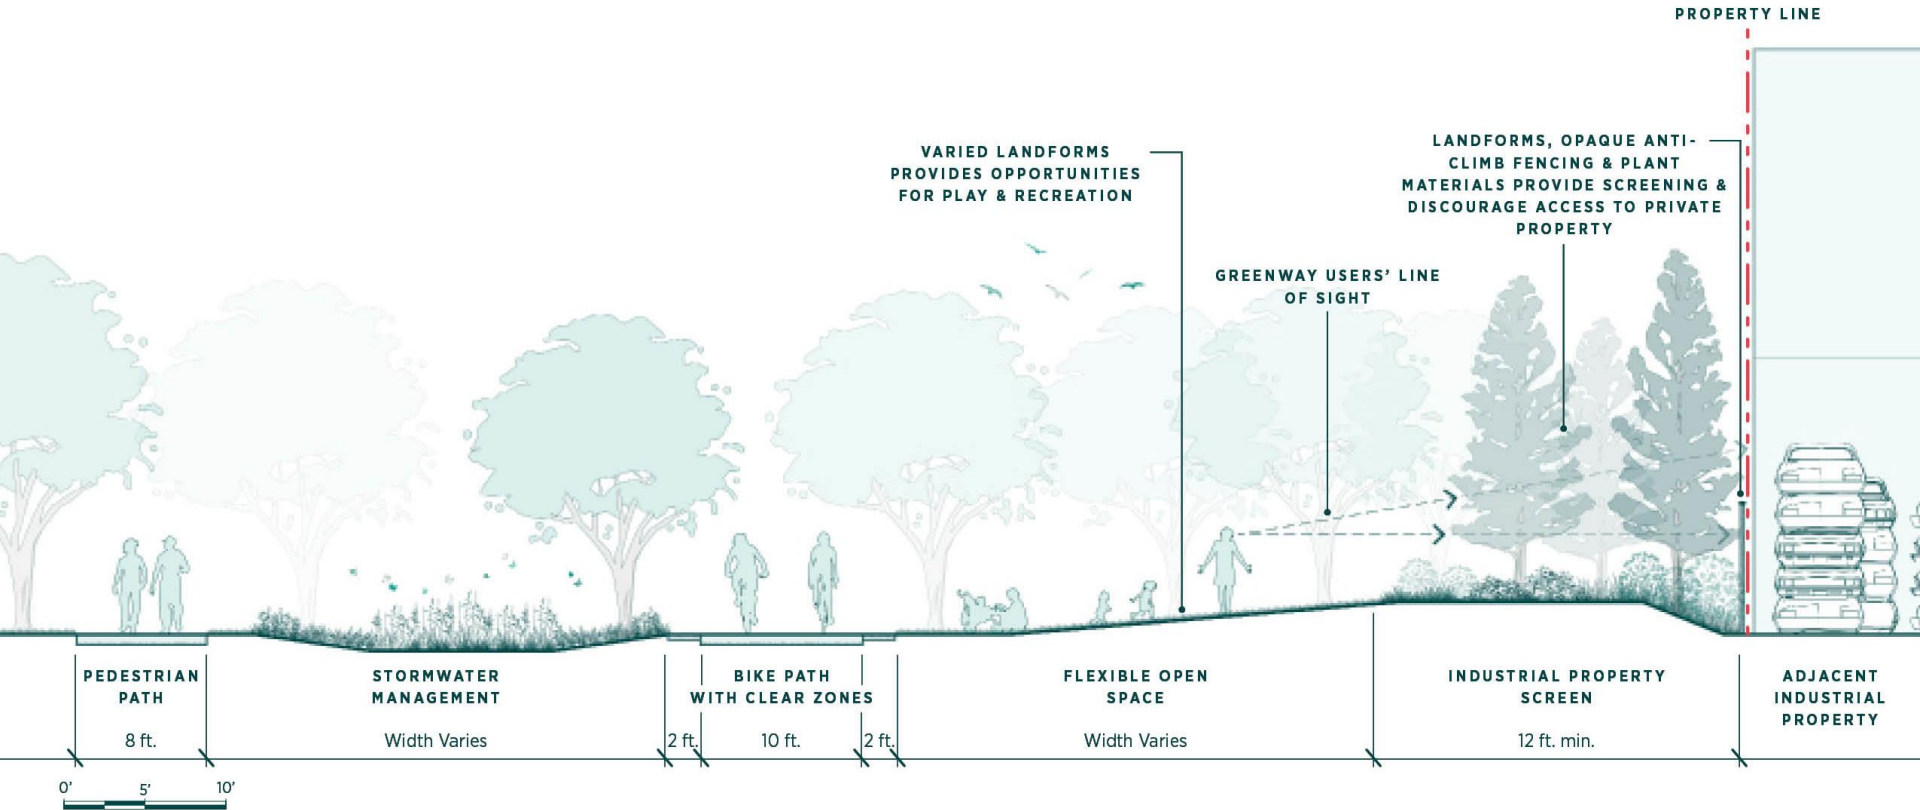 PROPERTY LINE
VARIED LANDFORMS
PROVIDES OPPORTUNITIES
FOR PLAY & RECREATION
LANDFORMS, OPAQUE ANTI-
CLIMB FENCING & PLANT
MATERIALS PROVIDE SCREENING &
DISCOURAGE ACCESS TO PRIVATE
PROPERTY
GREENWAY USERS’ LINE
OF SIGHT
PEDESTRIAN
PATH
8 ft.
STORMWATER
MANAGEMENT
Width Varies
2 ft.
BIKE PATH
WITH CLEAR ZONES
10 ft.
2 ft.
FLEXIBLE OPEN
SPACE
Width Varies
INDUSTRIAL PROPERTY
SCREEN
12 ft. min.
ADJACENT
INDUSTRIAL
PROPERTY
0’ 5’ 10’